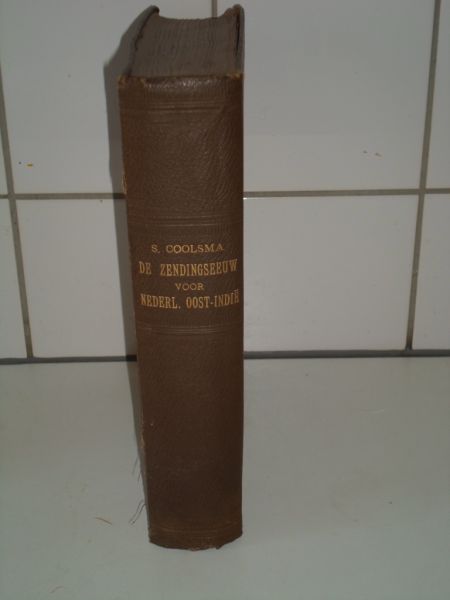 S. COOLSMA
DE ZENDINGSEEUW
VOOR
NEDERL. OOST-INDIË